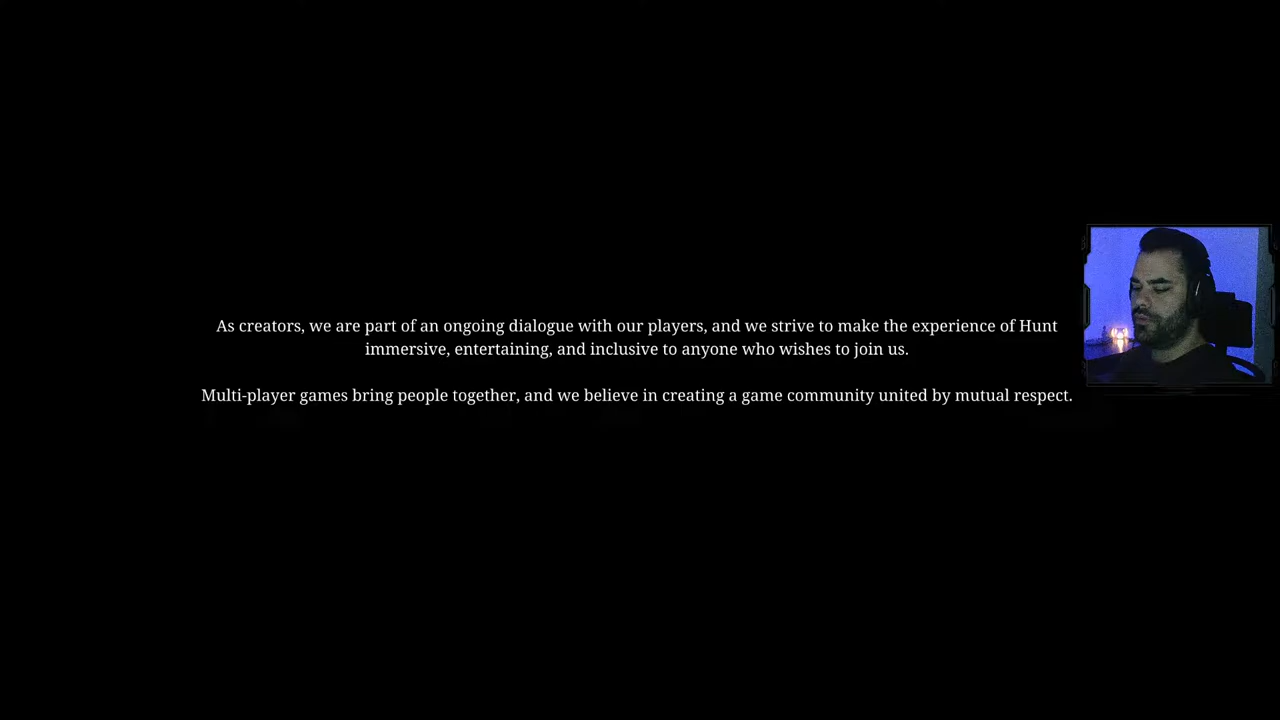 As creators, we are part of an ongoing dialogue with our players, and we strive to make the experience of Hunt
immersive, entertaining, and inclusive to anyone who wishes to join us.
Multi-player games bring people together, and we believe in creating a game community united by mutual respect.